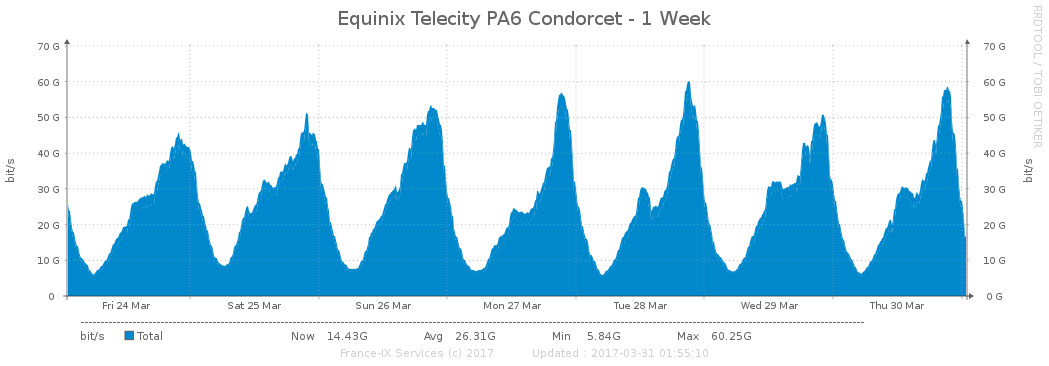 Equinix Telecity PA6 Condorcet - 1 Week
RRDTOOL / TOBI OETIKER
70 G 70 G
60 G 60 G
50 G 50 G
40 G 40 G
30 G 30 G
20 G 20 G
10 G 10 G
0 0 G
bit/s bit/s
Fri 24 Mar Sat 25 Mar Sun 26 Mar Mon 27 Mar Tue 28 Mar Wed 29 Mar Thu 30 Mar
bit/s Total Now 14.43G Avg 26.31G Min 5.84G Max 60.25G
France-IX Services (c) 2017 Updated : 2017-03-31 01:55:10